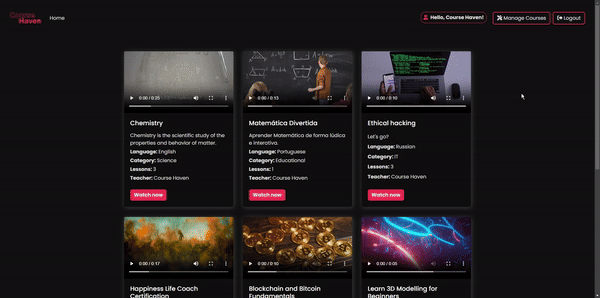 Course
Haven
Home
Hello, Course Haven!
Manage Courses
Logout
0:00 / 0:25
0:00 / 0:13
0:00 / 0:10
Chemistry
Chemistry is the scientific study of the
properties and behavior of matter.
Language: English
Category: Science
Lessons: 3
Teacher: Course Haven
Watch now
Matemática Divertida
Aprender Matemática de forma lúdica
e interativa.
Language: Portuguese
Category: Educational
Lessons: 1
Teacher: Course Haven
Watch now
Ethical hacking
Let's go?
Language: Russian
Category: IT
Lessons: 3
Teacher: Course Haven
Watch now
0:00 / 0:17
0:00 / 0:10
0:00 / 0:05
Happiness Life Coach
Certification
Blockchain and Bitcoin
Fundamentals
Learn 3D Modelling for
Beginners